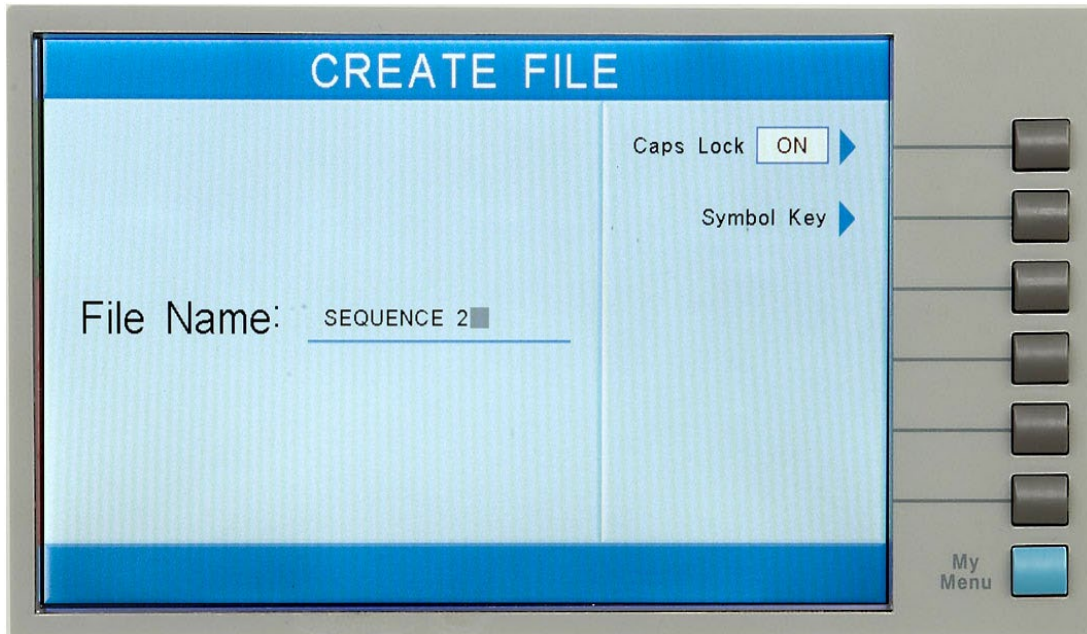 CREATE FILE
Caps Lock ON
Symbol Key
File Name: SEQUENCE 2
My
Menu